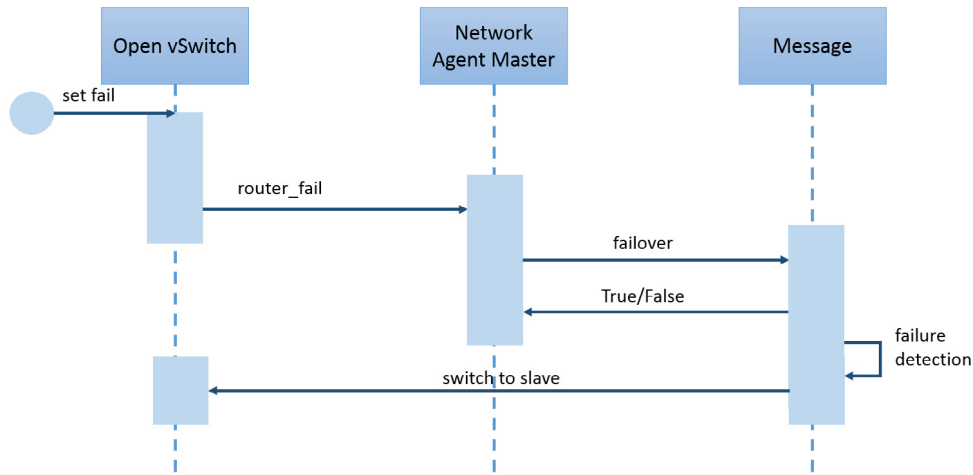 Open vSwitch
Network
Agent Master
Message
set fail
router_fail
failover
True/False
failure
detection
switch to slave